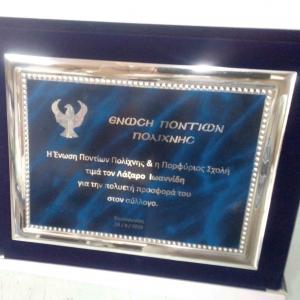 ΕΝΩΣΗ ΠΟΝΤΙΩΝ
ΠΟΛΙΧΝΗΣ
Η Ένωση Ποντίων Πολίχνης & η Πορφύριος Σχολή
τιμά τον Λάζαρο Ιωαννίδη
για την πολυετή προσφορά του
στον σύλλογο.